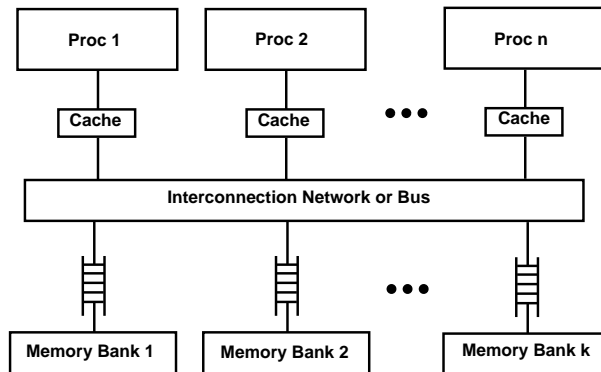 Proc 1
Proc 2
Proc n
Cache
Cache
Cache
Interconnection Network or Bus
Memory Bank 1
Memory Bank 2
Memory Bank k